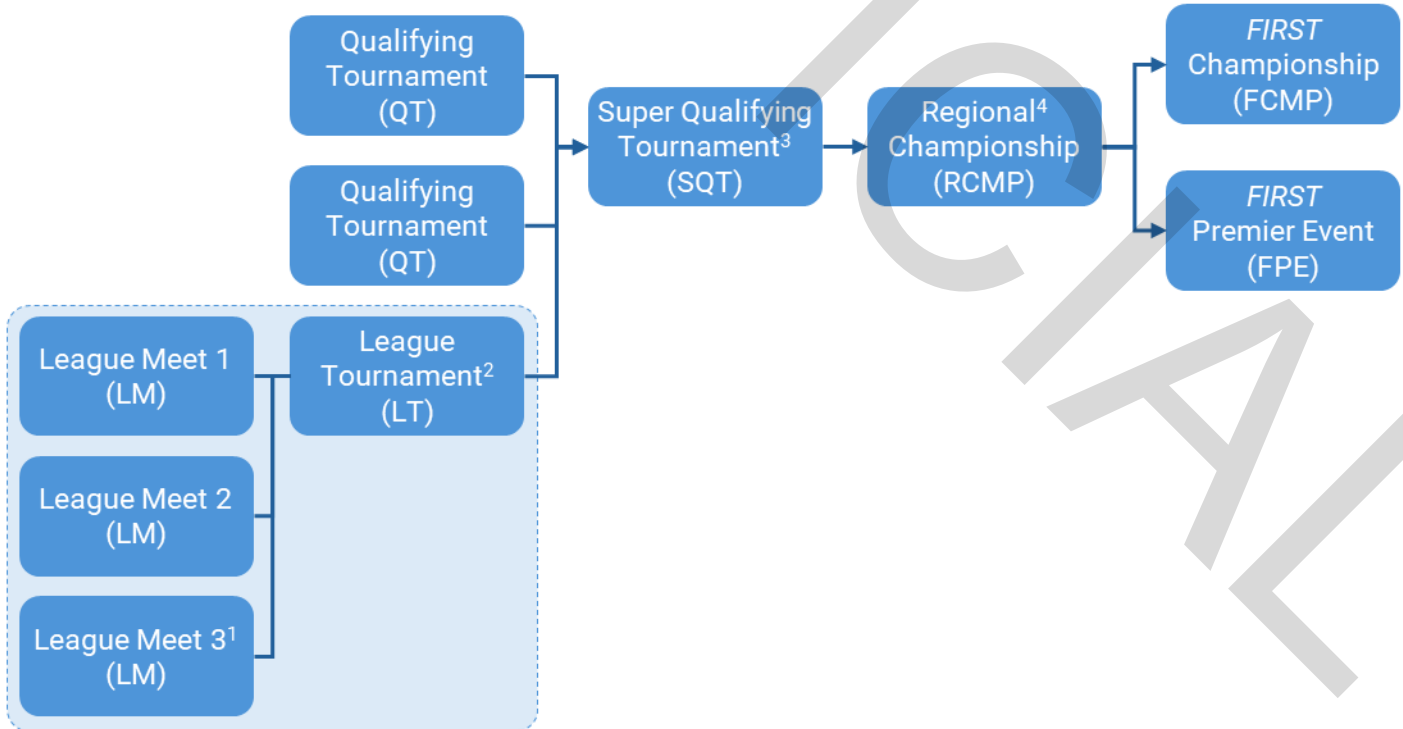 Qualifying
Tournament
(QT)
Qualifying
Tournament
(QT)
League Meet 1
(LM)
League Meet 2
(LM)
League Meet 3¹
(LM)
League
Tournament²
(LT)
Super Qualifying
Tournament³
(SQT)
Regional⁴
Championship
(RCMP)
FIRST
Championship
(FCMP)
FIRST
Premier Event
(FPE)
ICIAL